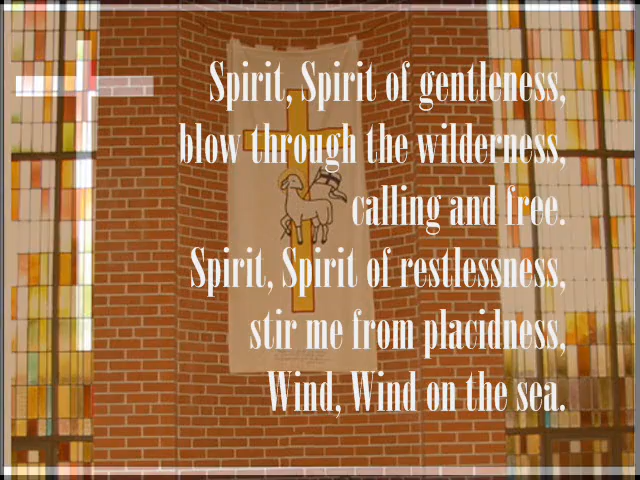 Spirit, Spirit of gentleness,
blow through the wilderness,
calling and free.
Spirit, Spirit of restlessness,
stir me from placidness,
Wind, Wind on the sea.